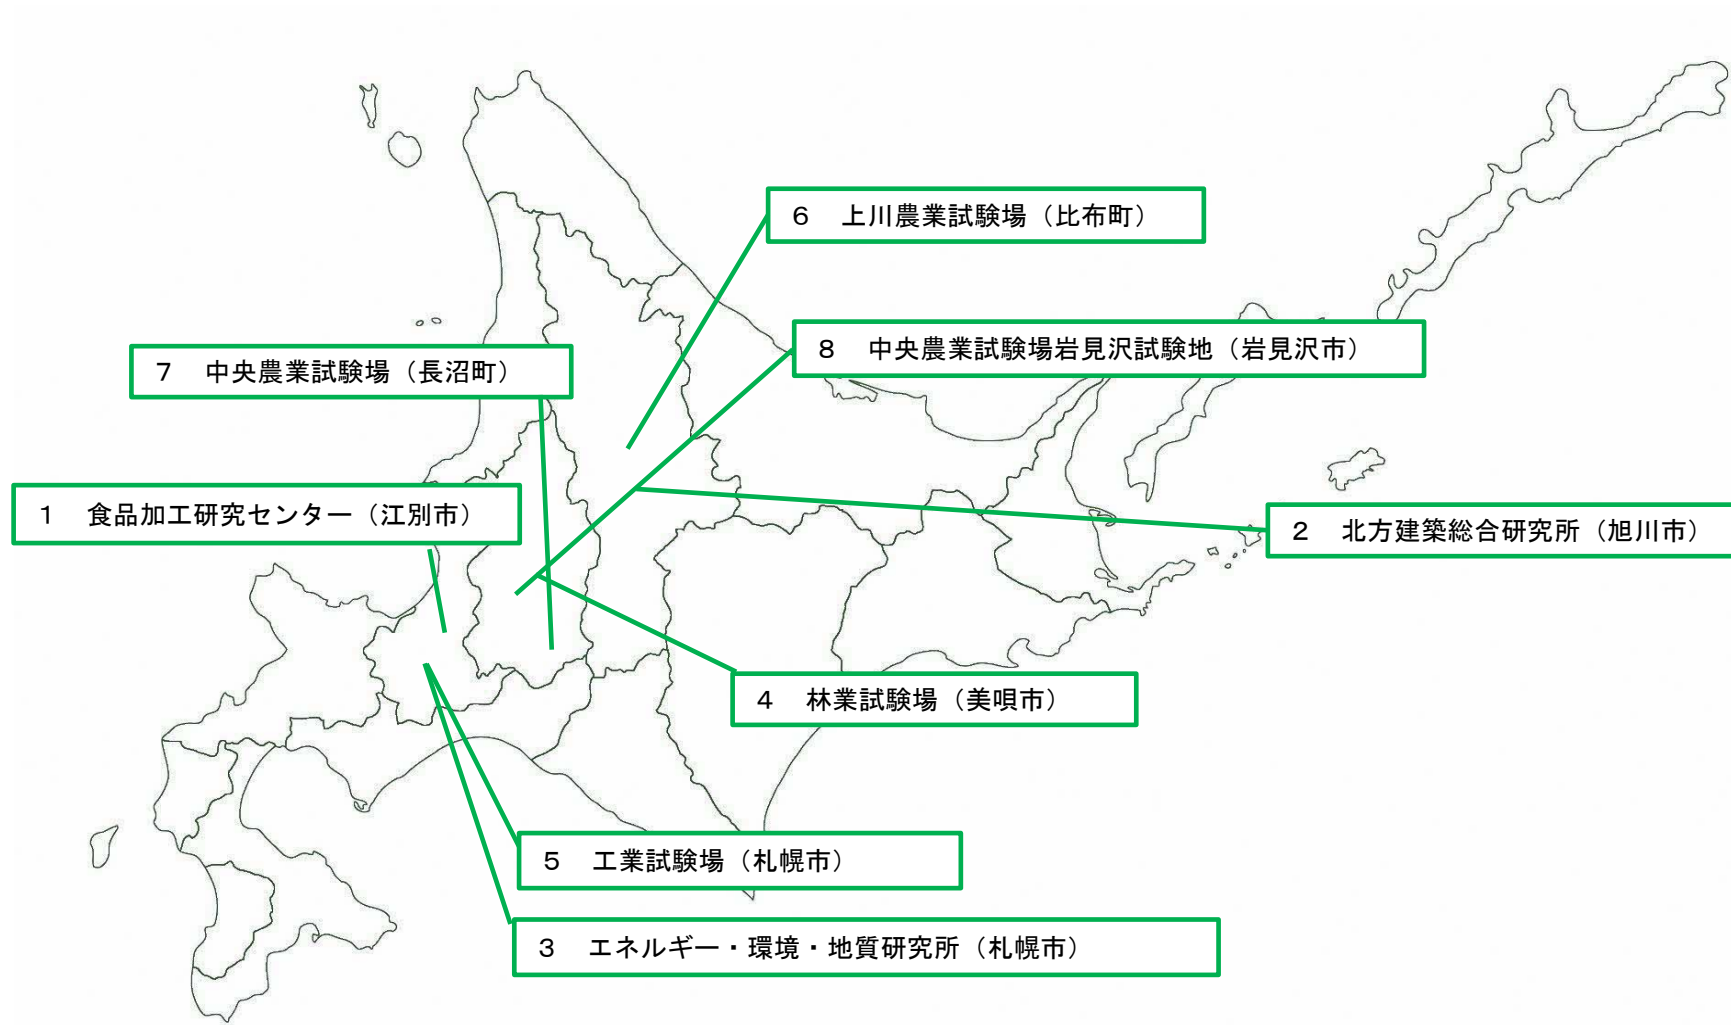 6　上川農業試験場（比布町）
8　中央農業試験場岩見沢試験地（岩見沢市）
7　中央農業試験場（長沼町）
1　食品加工研究センター（江別市）
2　北方建築総合研究所（旭川市）
4　林業試験場（美唄市）
5　工業試験場（札幌市）
3　エネルギー・環境・地質研究所（札幌市）